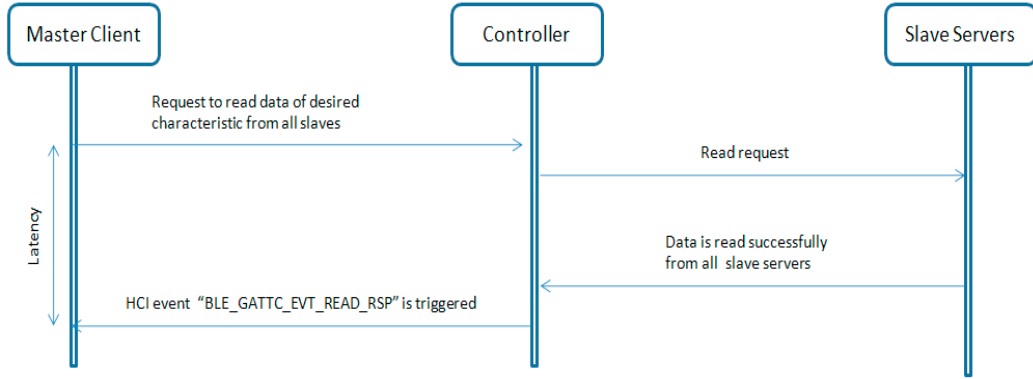 Master Client
Controller
Slave Servers
Request to read data of desired
characteristic from all slaves
Read request
Latency
Data is read successfully
from all slave servers
HCI event “BLE_GATTC_EVT_READ_RSP” is triggered